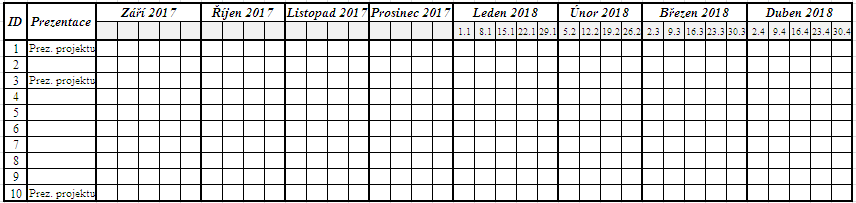 ID Prezentace Září 2017 Říjen 2017 Listopad 2017 Prosinec 2017 Leden 2018 Únor 2018 Březen 2018 Duben 2018
1.1 8.1 15.1 22.1 29.1 5.2 12.2 19.2 26.2 2.3 9.3 16.3 23.3 30.3 2.4 9.4 16.4 23.4 30.4
1 Prez. projektu
2
3 Prez. projektu
4
5
6
7
8
9
10 Prez. projektu